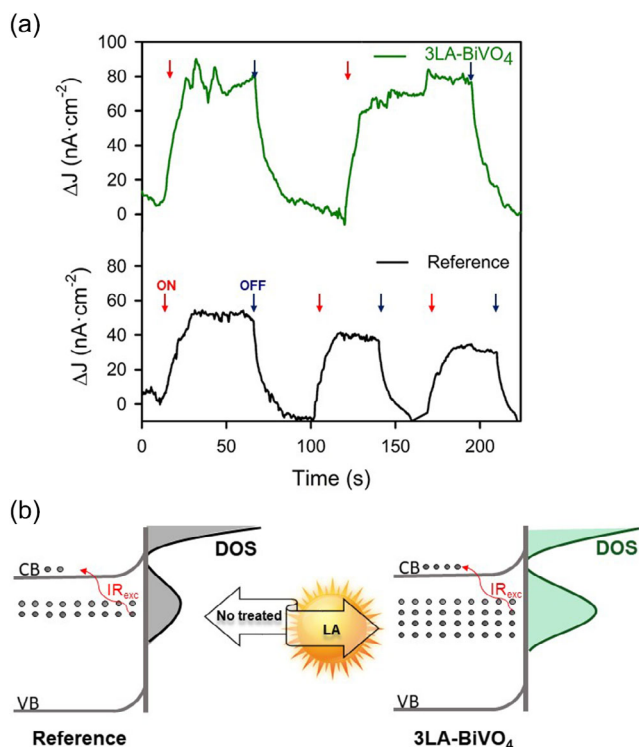 (a)
3LA-BiVO₄
ΔJ (nA·cm⁻²)
100
80
60
40
20
0
Reference
ON
OFF
ΔJ (nA·cm⁻²)
100
80
60
40
20
0
0 50 100 150 200
Time (s)
(b)
DOS
CB
IRexc
VB
Reference
No treated
LA
DOS
CB
IRexc
VB
3LA-BiVO₄